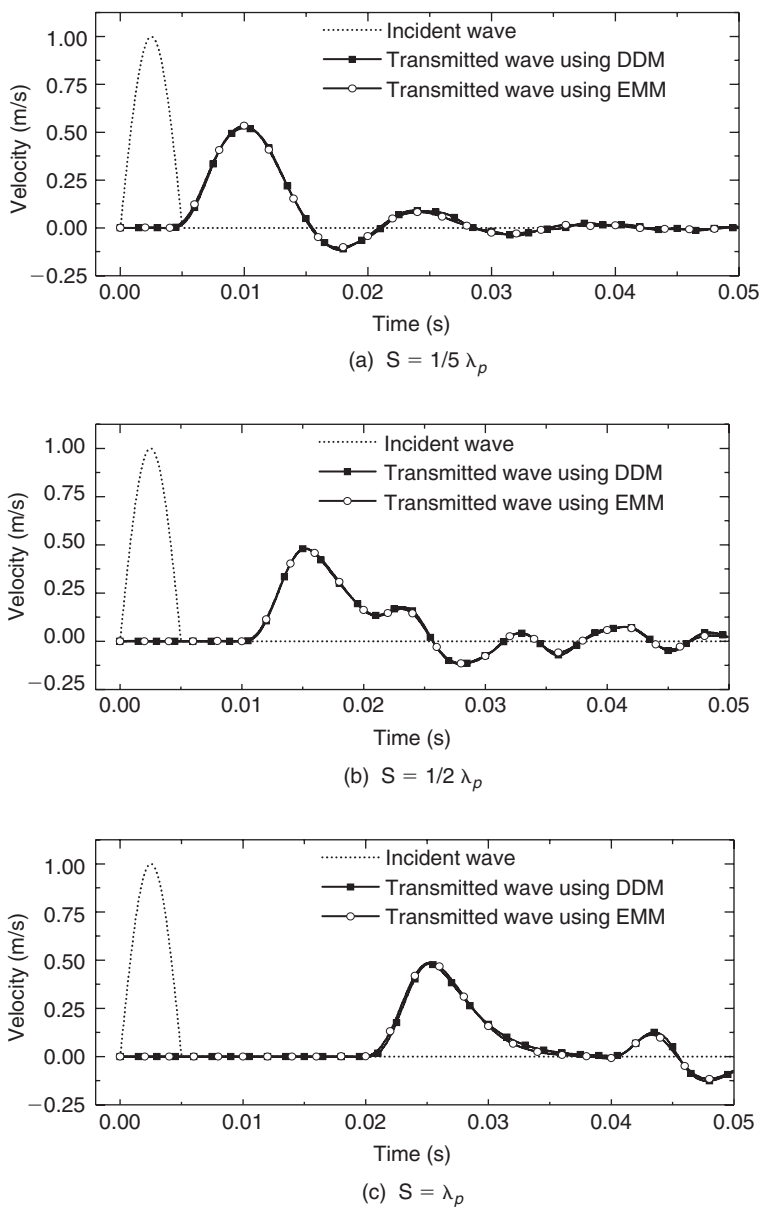 1.00
0.75
0.50
0.25
0.00
−0.25
Velocity (m/s)
Incident wave
Transmitted wave using DDM
Transmitted wave using EMM
0.00 0.01 0.02 0.03 0.04 0.05
Time (s)
(a) S = 1/5 λp
1.00
0.75
0.50
0.25
0.00
−0.25
Velocity (m/s)
Incident wave
Transmitted wave using DDM
Transmitted wave using EMM
0.00 0.01 0.02 0.03 0.04 0.05
Time (s)
(b) S = 1/2 λp
1.00
0.75
0.50
0.25
0.00
−0.25
Velocity (m/s)
Incident wave
Transmitted wave using DDM
Transmitted wave using EMM
0.00 0.01 0.02 0.03 0.04 0.05
Time (s)
(c) S = λp